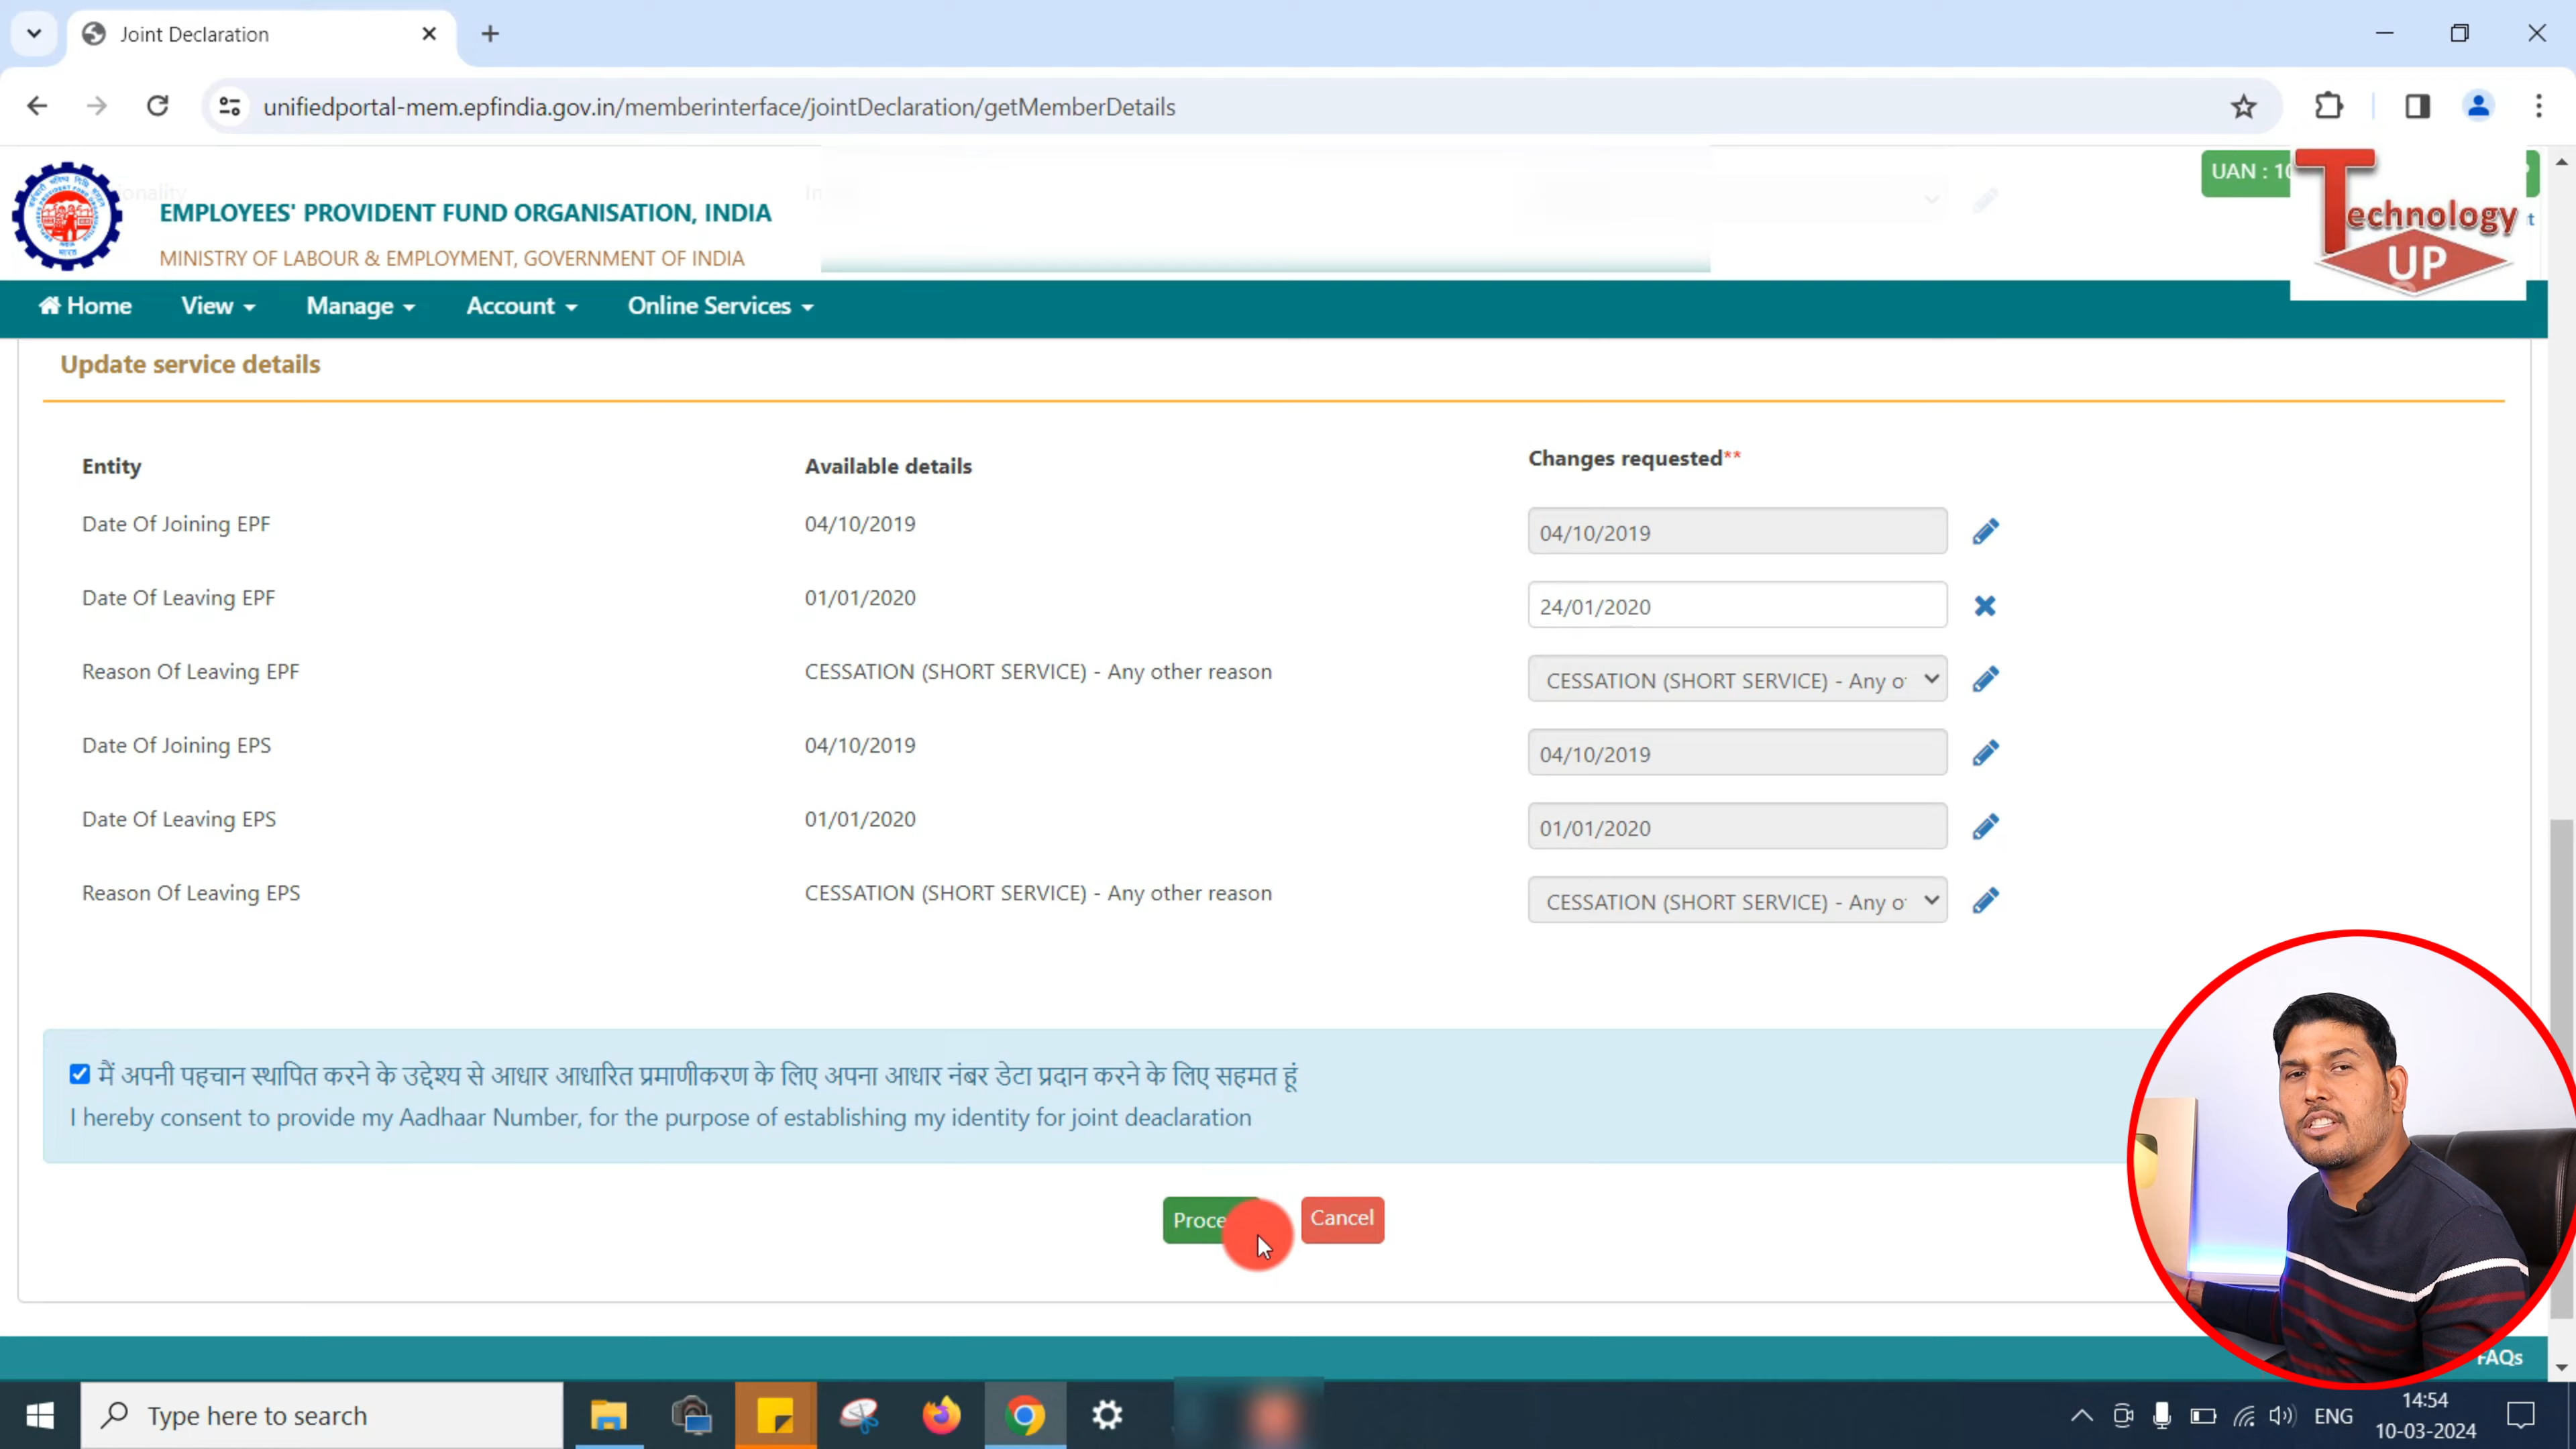 Joint Declaration
unifiedportal-mem.epfindia.gov.in/memberinterface/jointDeclaration/getMemberDetails
EMPLOYEES' PROVIDENT FUND ORGANISATION, INDIA
MINISTRY OF LABOUR & EMPLOYMENT, GOVERNMENT OF INDIA
UAN : 10
Technology
UP
Home View Manage Account Online Services
Update service details
Entity Available details Changes requested**
Date Of Joining EPF 04/10/2019 04/10/2019
Date Of Leaving EPF 01/01/2020 24/01/2020
Reason Of Leaving EPF CESSATION (SHORT SERVICE) - Any other reason CESSATION (SHORT SERVICE) - Any o
Date Of Joining EPS 04/10/2019 04/10/2019
Date Of Leaving EPS 01/01/2020 01/01/2020
Reason Of Leaving EPS CESSATION (SHORT SERVICE) - Any other reason CESSATION (SHORT SERVICE) - Any o
मैं अपनी पहचान स्थापित करने के उद्देश्य से आधार आधारित प्रमाणीकरण के लिए अपना आधार नंबर डेटा प्रदान करने के लिए सहमत हूं
I hereby consent to provide my Aadhaar Number, for the purpose of establishing my identity for joint deaclaration
Proce Cancel
FAQs
Type here to search
ENG
14:54
10-03-2024